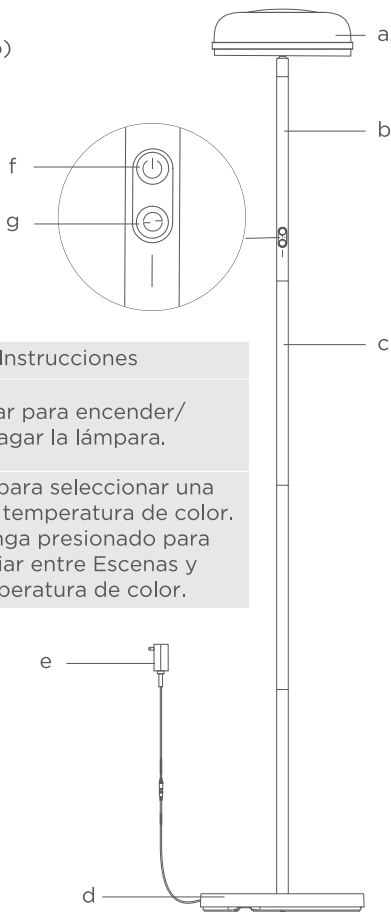 o)
a
b
f
g
c
Instrucciones
ar para encender/
agar la lámpara.
para seleccionar una
temperatura de color.
nga presionado para
iar entre Escenas y
peratura de color.
e
d